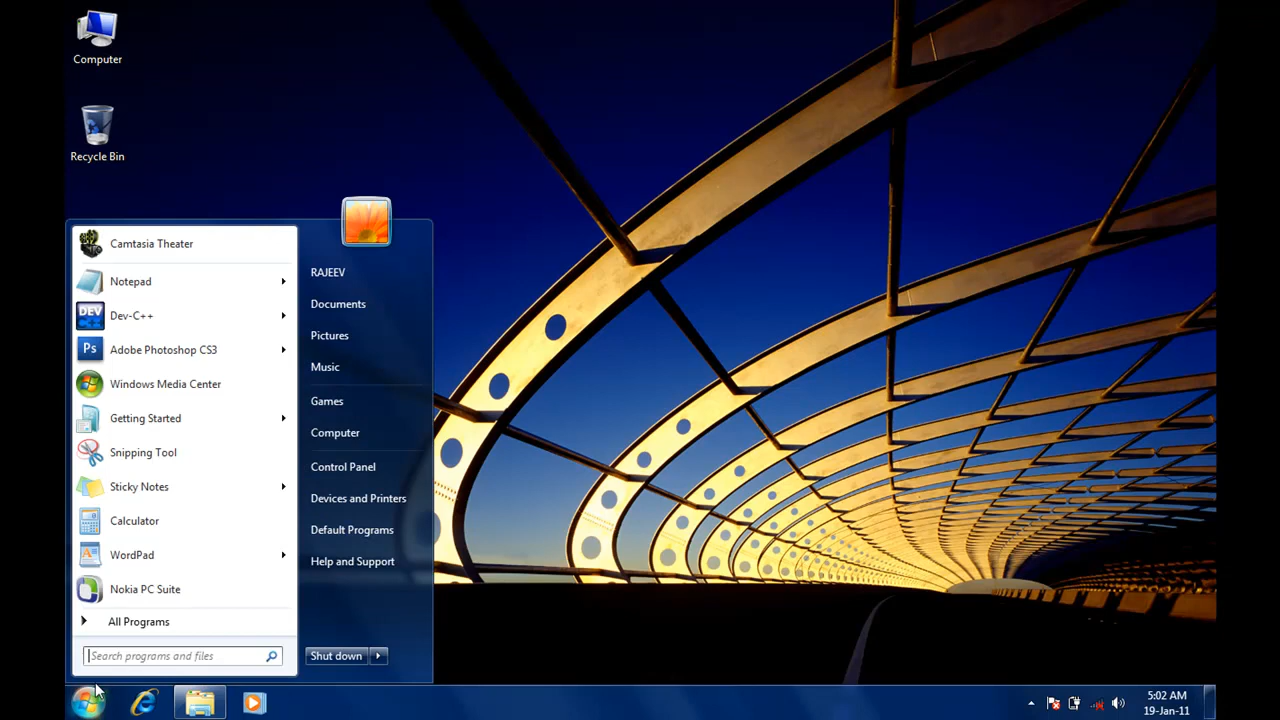 Computer
Recycle Bin
Camtasia Theater
Notepad
DEV
Dev-C++
Ps
Adobe Photoshop CS3
Windows Media Center
Getting Started
Snipping Tool
Sticky Notes
Calculator
WordPad
Nokia PC Suite
All Programs
Search programs and files
RAJEEV
Documents
Pictures
Music
Games
Computer
Control Panel
Devices and Printers
Default Programs
Help and Support
Shut down
5:02 AM
19-Jan-11